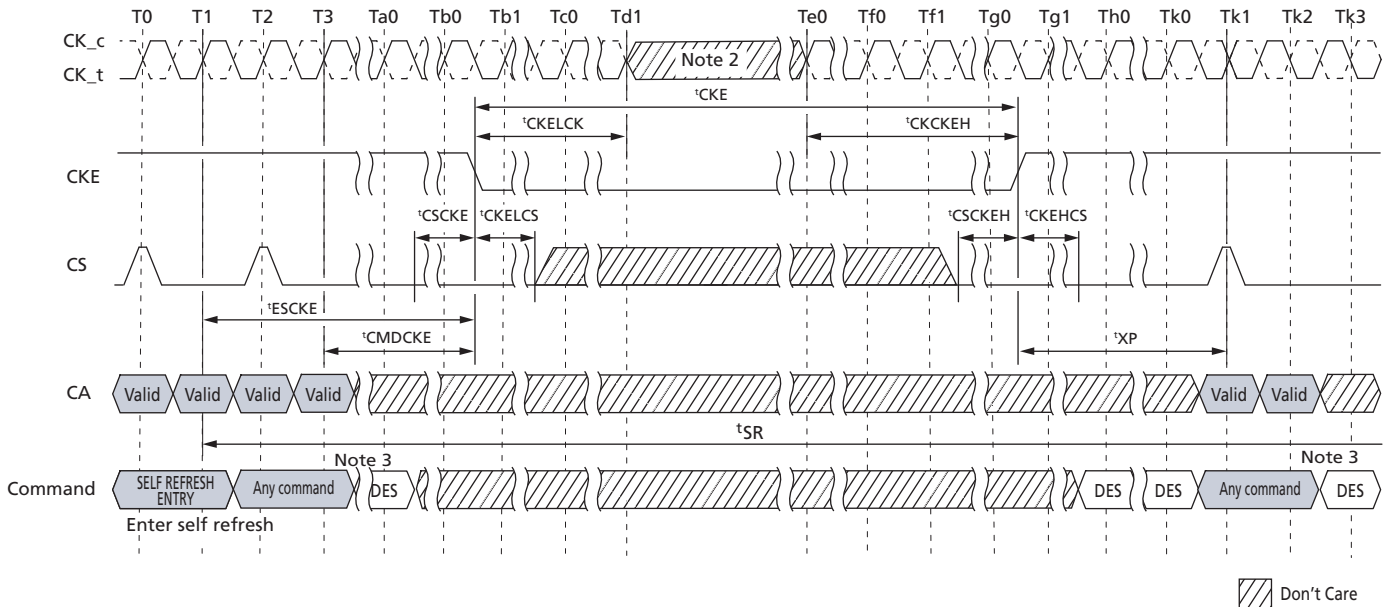 T0 T1 T2 T3 Ta0 Tb0 Tb1 Tc0 Td1 Te0 Tf0 Tf1 Tg0 Tg1 Th0 Tk0 Tk1 Tk2 Tk3
CK_c
CK_t
Note 2
tCKE
tCKELCK tCKCKEH
CKE
tCSCKE tCKELCS tCSCKEH tCKEHCS
CS
tESCKE
tCMDCKE tXP
CA Valid Valid Valid Valid Valid Valid
tSR
Note 3 Note 3
Command SELF REFRESH ENTRY Any command DES DES DES Any command DES
Enter self refresh
Don't Care